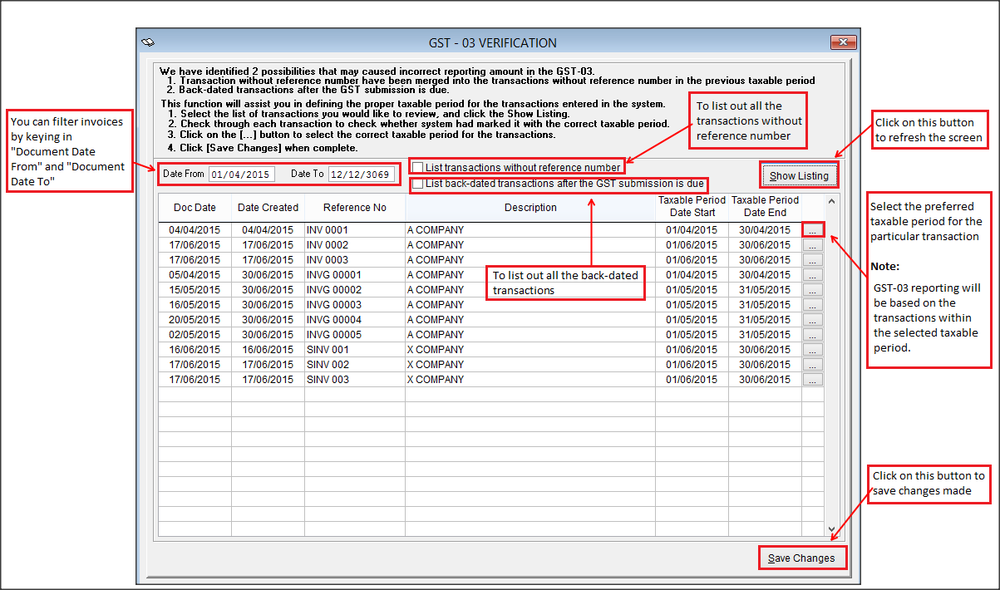 GST - 03 VERIFICATION
We have identified 2 possibilities that may caused incorrect reporting amount in the GST-03.
1. Transaction without reference number have been merged into the transactions without reference number in the previous taxable period
2. Back-dated transactions after the GST submission is due.
This function will assist you in defining the proper taxable period for the transactions entered in the system.
1. Select the list of transactions you would like to review, and click the Show Listing.
2. Check through each transaction to check whether system had marked it with the correct taxable period.
3. Click on the [...] button to select the correct taxable period for the transactions.
4. Click [Save Changes] when complete.
You can filter invoices
by keying in
"Document Date
From" and "Document
Date To"
To list out all the
transactions without
reference number
Click on this button
to refresh the screen
Date From 01/04/2015 Date To 12/12/3069
List transactions without reference number
List back-dated transactions after the GST submission is due
Show Listing
Doc Date Date Created Reference No Description Taxable Period Date Start Taxable Period Date End
04/04/2015 04/04/2015 INV 0001 A COMPANY 01/04/2015 30/04/2015 ...
17/06/2015 17/06/2015 INV 0002 A COMPANY 01/06/2015 30/06/2015 ...
17/06/2015 17/06/2015 INV 0003 A COMPANY 01/06/2015 30/06/2015 ...
05/04/2015 30/06/2015 INVG 00001 A COMPANY 01/04/2015 30/04/2015 ...
15/05/2015 30/06/2015 INVG 00002 A COMPANY 01/05/2015 31/05/2015 ...
16/05/2015 30/06/2015 INVG 00003 A COMPANY 01/05/2015 31/05/2015 ...
20/05/2015 30/06/2015 INVG 00004 A COMPANY 01/05/2015 31/05/2015 ...
02/05/2015 30/06/2015 INVG 00005 A COMPANY 01/05/2015 31/05/2015 ...
16/06/2015 16/06/2015 SINV 001 X COMPANY 01/06/2015 30/06/2015 ...
17/06/2015 17/06/2015 SINV 002 X COMPANY 01/06/2015 30/06/2015 ...
17/06/2015 17/06/2015 SINV 003 X COMPANY 01/06/2015 30/06/2015 ...
To list out all the back-dated
transactions
Select the preferred
taxable period for the
particular transaction
Note:
GST-03 reporting will
be based on the
transactions within
the selected taxable
period.
Click on this button to
save changes made
Save Changes